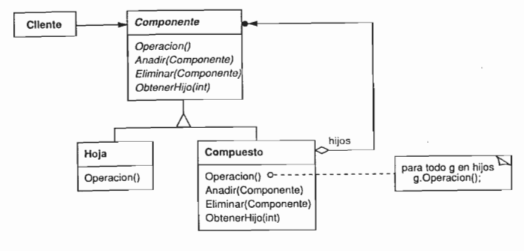 Cliente
Componente
Operacion()
Anadir(Componente)
Eliminar(Componente)
ObtenerHijo(int)
Hoja
Operacion()
Compuesto
Operacion()
Anadir(Componente)
Eliminar(Componente)
ObtenerHijo(int)
hijos
para todo g en hijos
g.Operacion();